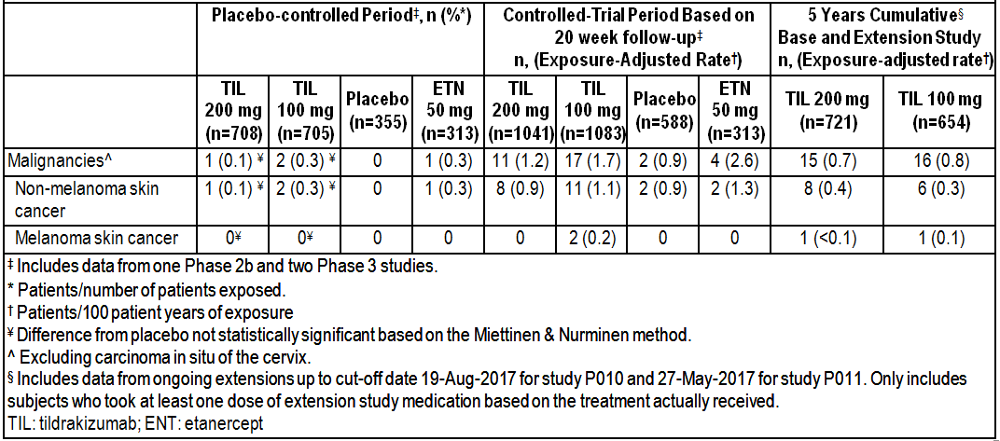 Placebo-controlled Period‡, n (%*)
Controlled-Trial Period Based on
20 week follow-up‡
n, (Exposure-Adjusted Rate†)
5 Years Cumulative§
Base and Extension Study
n, (Exposure-adjusted rate†)
TIL
200 mg
(n=708)
TIL
100 mg
(n=705)
Placebo
(n=355)
ETN
50 mg
(n=313)
TIL
200 mg
(n=1041)
TIL
100 mg
(n=1083)
Placebo
(n=588)
ETN
50 mg
(n=313)
TIL 200 mg
(n=721)
TIL 100 mg
(n=654)
Malignancies^ 1 (0.1) ¥ 2 (0.3) ¥ 0 1 (0.3) 11 (1.2) 17 (1.7) 2 (0.9) 4 (2.6) 15 (0.7) 16 (0.8)
Non-melanoma skin
cancer
1 (0.1) ¥ 2 (0.3) ¥ 0 1 (0.3) 8 (0.9) 11 (1.1) 2 (0.9) 2 (1.3) 8 (0.4) 6 (0.3)
Melanoma skin cancer 0¥ 0¥ 0 0 0 2 (0.2) 0 0 1 (<0.1) 1 (0.1)
‡ Includes data from one Phase 2b and two Phase 3 studies.
* Patients/number of patients exposed.
† Patients/100 patient years of exposure
¥ Difference from placebo not statistically significant based on the Miettinen & Nurminen method.
^ Excluding carcinoma in situ of the cervix.
§ Includes data from ongoing extensions up to cut-off date 19-Aug-2017 for study P010 and 27-May-2017 for study P011. Only includes
subjects who took at least one dose of extension study medication based on the treatment actually received.
TIL: tildrakizumab; ENT: etanercept